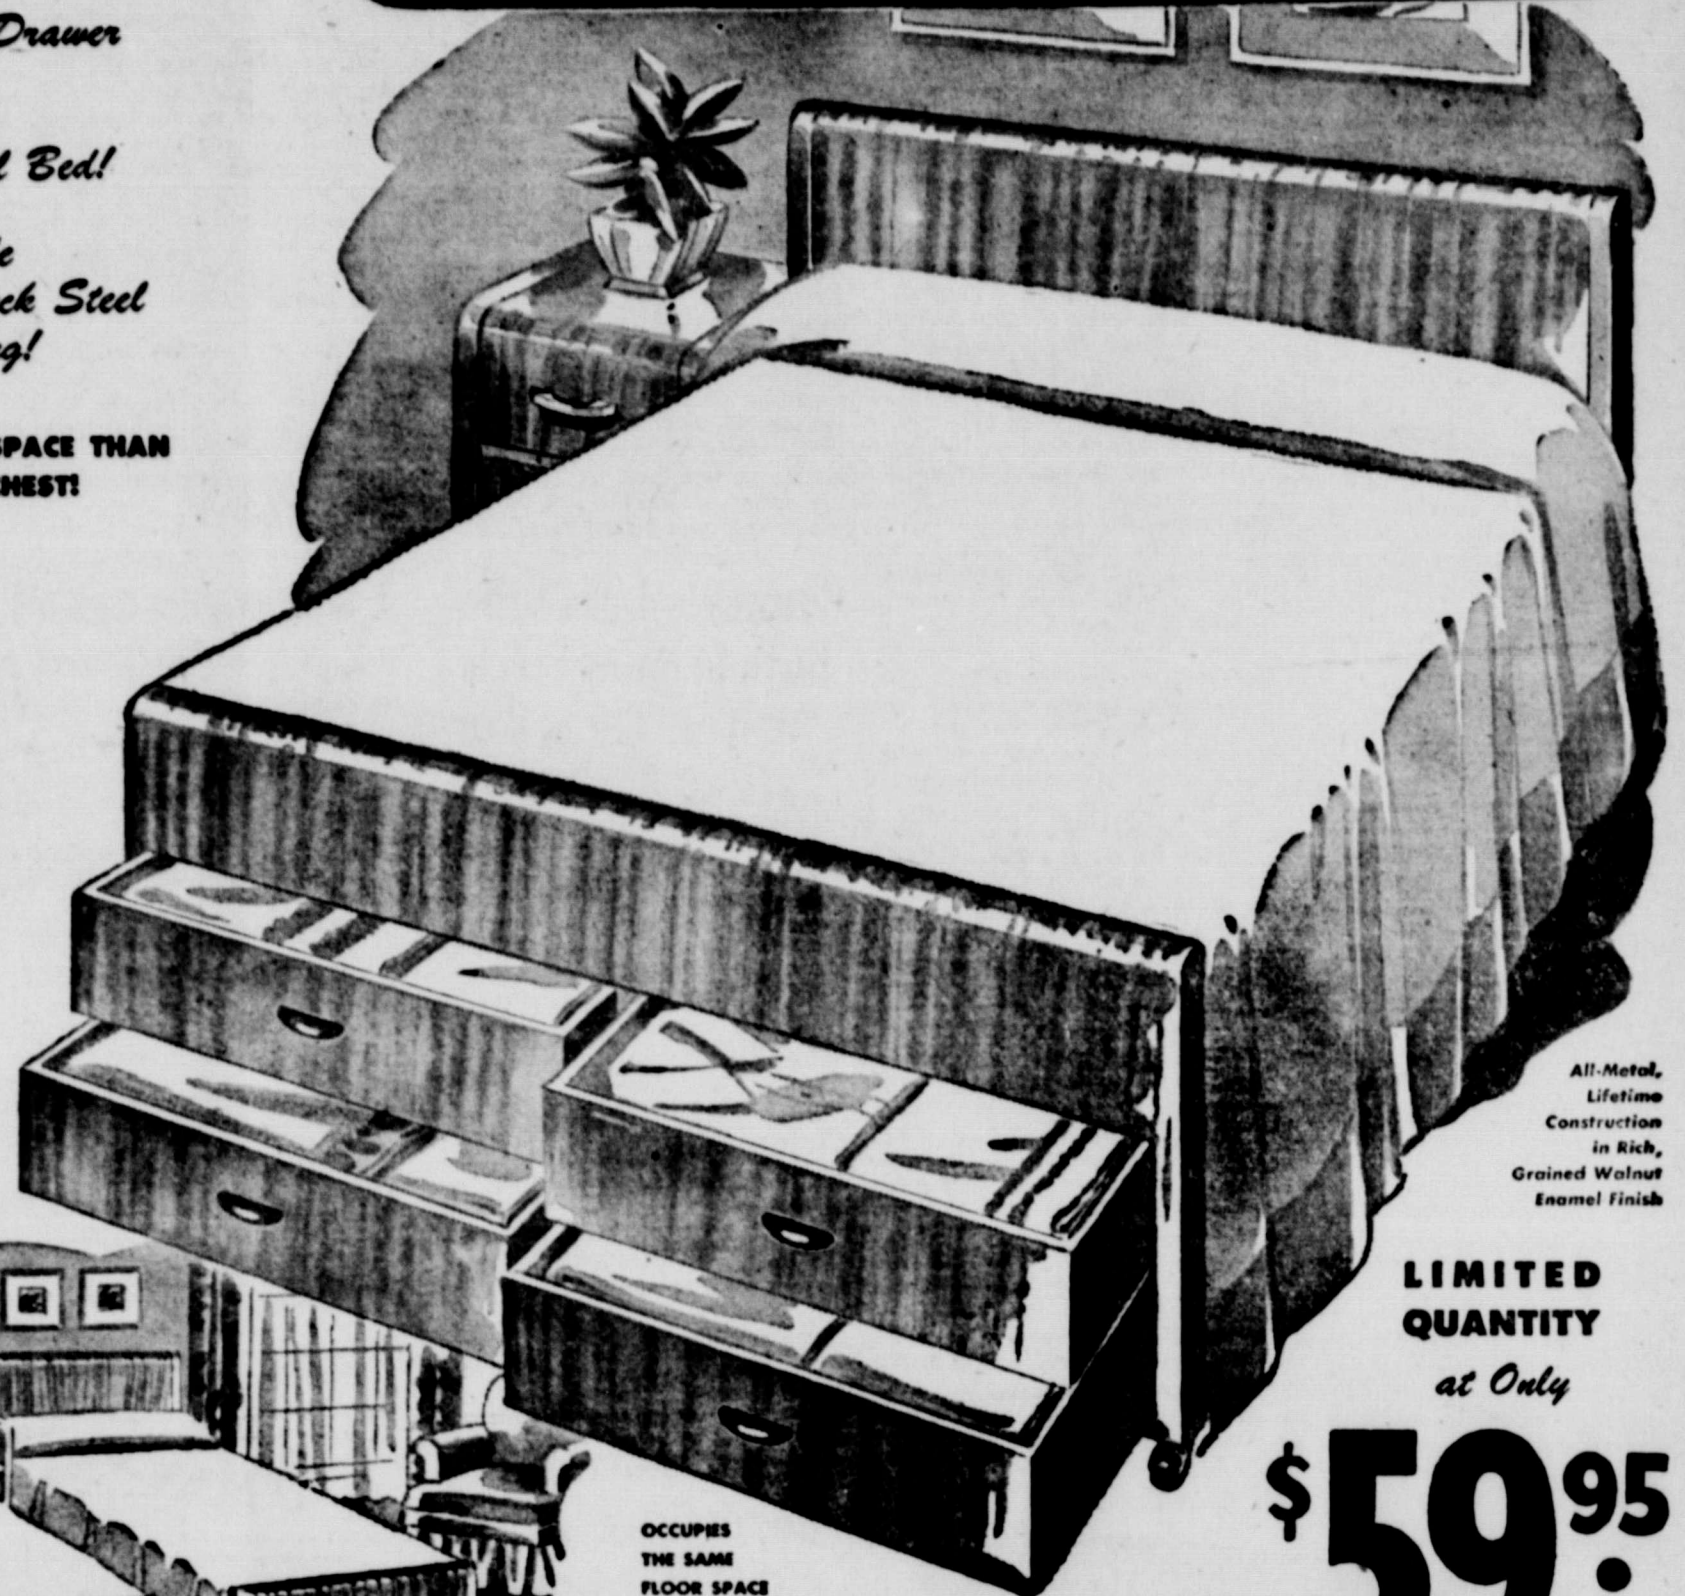 Drawer
Bed!
Steel
SPACE THAN
All-Metal,
Lifetime
Construction
in Rich,
Grained Walnut
Enamel Finish
LIMITED
QUANTITY
at Only
$59.95
OCCUPIES
THE SAME
FLOOR SPACE